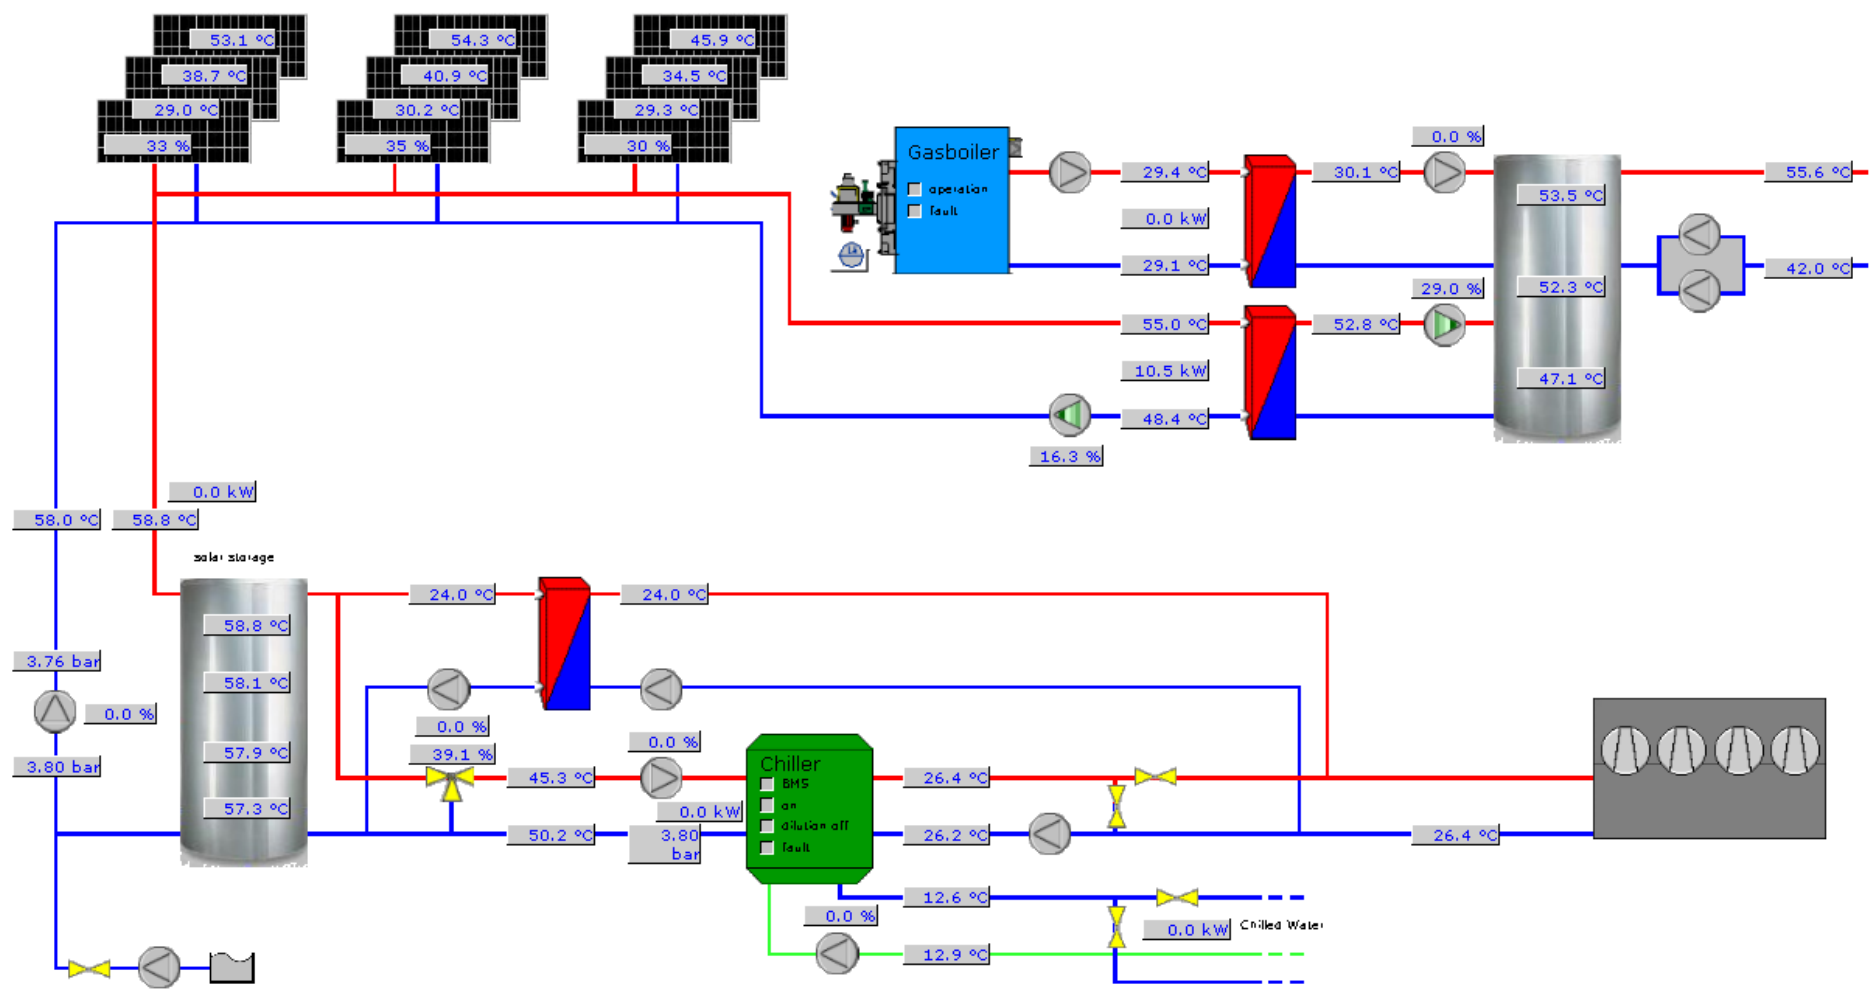 53.1 °C
54.3 °C
45.9 °C
38.7 °C
40.9 °C
34.5 °C
29.0 °C
30.2 °C
29.3 °C
33 %
35 %
30 %
Gasboiler
operation
fault
0.0 %
29.4 °C
30.1 °C
55.6 °C
53.5 °C
0.0 kW
29.1 °C
42.0 °C
29.0 %
52.3 °C
55.0 °C
52.8 °C
10.5 kW
47.1 °C
48.4 °C
16.3 %
0.0 kW
58.0 °C
58.8 °C
solar storage
24.0 °C
24.0 °C
58.8 °C
3.76 bar
58.1 °C
0.0 %
0.0 %
0.0 %
57.9 °C
39.1 %
3.80 bar
Chiller
BMS
on
dilution off
fault
45.3 °C
26.4 °C
57.3 °C
0.0 kW
50.2 °C
3.80
bar
26.2 °C
26.4 °C
12.6 °C
0.0 %
0.0 kW
Chilled Water
12.9 °C